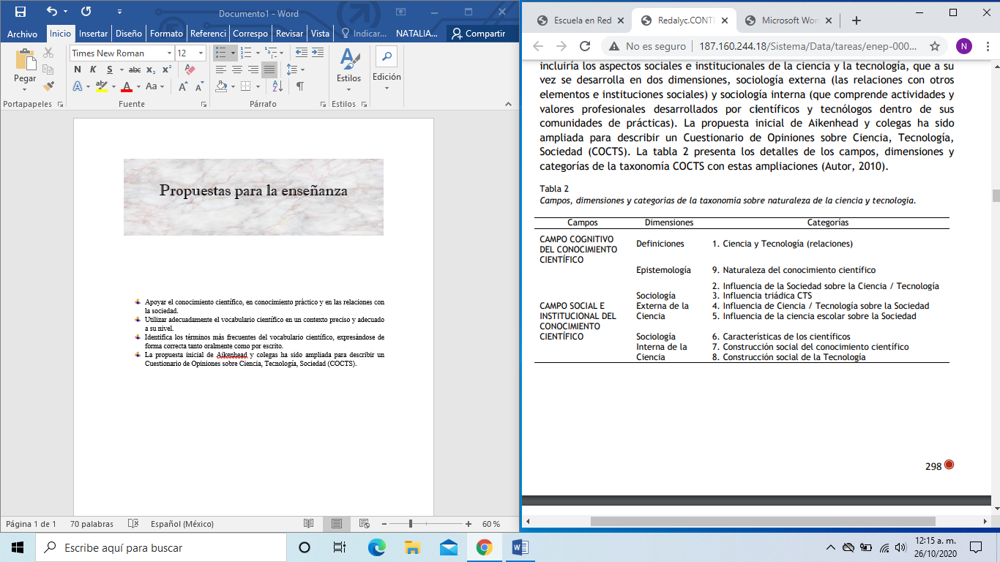 Documento1 - Word
Archivo Inicio Insertar Diseño Formato Referenci Correspo Revisar Vista Indicar... NATALIA... Compartir
Times New Roman 12
Pegar
N K S abc x₂ x²
A A Aa A A
Estilos Edición
Portapapeles Fuente Párrafo Estilos
Propuestas para la enseñanza
Apoyar el conocimiento científico, en conocimiento práctico y en las relaciones con
la sociedad.
Utilizar adecuadamente el vocabulario científico en un contexto preciso y adecuado
a su nivel.
Identifica los términos más frecuentes del vocabulario científico, expresándose de
forma correcta tanto oralmente como por escrito.
La propuesta inicial de Aikenhead y colegas ha sido ampliada para describir un
Cuestionario de Opiniones sobre Ciencia, Tecnología, Sociedad (COCTS).
Página 1 de 1 70 palabras Español (México) 60 %
Escuela en Red Redalyc.CONT Microsoft Wor
No es seguro 187.160.244.18/Sistema/Data/tareas/enep-000... N
incluiría los aspectos sociales e institucionales de la ciencia y la tecnología, que a su
vez se desarrolla en dos dimensiones, sociología externa (las relaciones con otros
elementos e instituciones sociales) y sociología interna (que comprende actividades y
valores profesionales desarrollados por científicos y tecnólogos dentro de sus
comunidades de prácticas). La propuesta inicial de Aikenhead y colegas ha sido
ampliada para describir un Cuestionario de Opiniones sobre Ciencia, Tecnología,
Sociedad (COCTS). La tabla 2 presenta los detalles de los campos, dimensiones y
categorías de la taxonomía COCTS con estas ampliaciones (Autor, 2010).
Tabla 2
Campos, dimensiones y categorías de la taxonomía sobre naturaleza de la ciencia y tecnología.
Campos Dimensiones Categorías
CAMPO COGNITIVO
DEL CONOCIMIENTO
CIENTÍFICO
Definiciones 1. Ciencia y Tecnología (relaciones)
Epistemología 9. Naturaleza del conocimiento científico
CAMPO SOCIAL E
INSTITUCIONAL DEL
CONOCIMIENTO
CIENTÍFICO
Sociología
Externa de la
Ciencia
2. Influencia de la Sociedad sobre la Ciencia / Tecnología
3. Influencia triádica CTS
4. Influencia de Ciencia / Tecnología sobre la Sociedad
5. Influencia de la ciencia escolar sobre la Sociedad
Sociología
Interna de la
Ciencia
6. Características de los científicos
7. Construcción social del conocimiento científico
8. Construcción social de la Tecnología
298
Escribe aquí para buscar
12:15 a. m.
26/10/2020